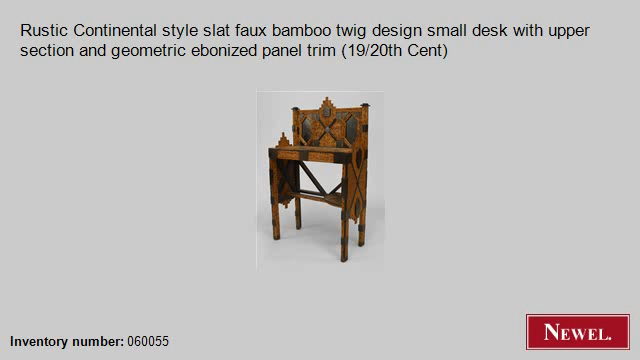 Rustic Continental style slat faux bamboo twig design small desk with upper
section and geometric ebonized panel trim (19/20th Cent)
Inventory number: 060055
NEWEL.